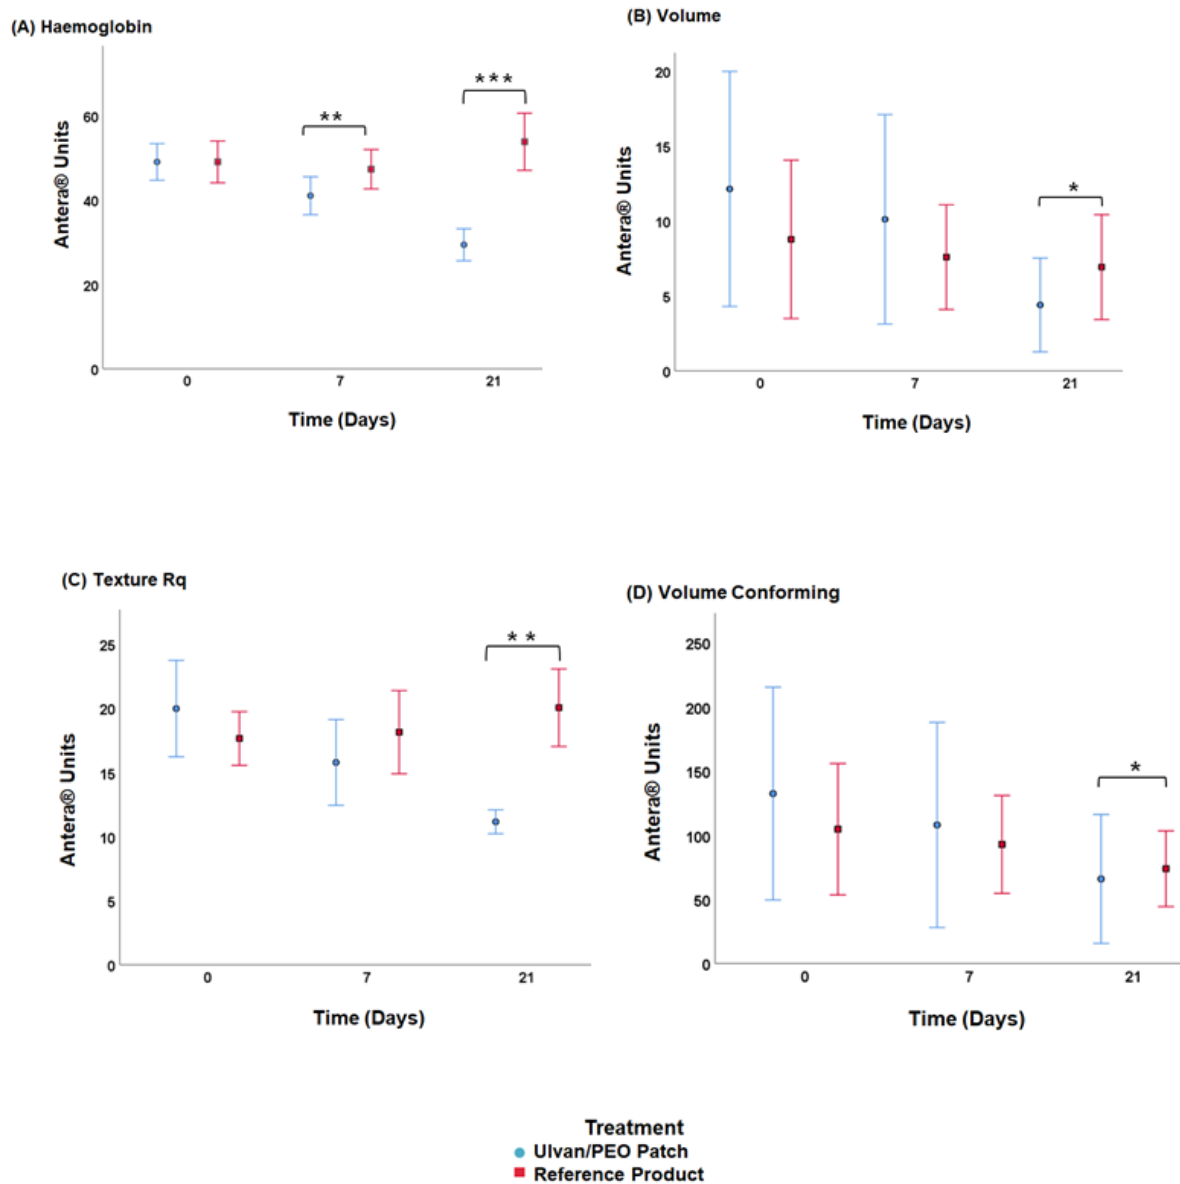 (A) Haemoglobin
Antera® Units
60
40
20
0
**
***
0 7 21
Time (Days)
(B) Volume
Antera® Units
20
15
10
5
0
*
0 7 21
Time (Days)
(C) Texture Rq
Antera® Units
25
20
15
10
5
0
**
0 7 21
Time (Days)
(D) Volume Conforming
Antera® Units
250
200
150
100
50
0
*
0 7 21
Time (Days)
Treatment
Ulvan/PEO Patch
Reference Product